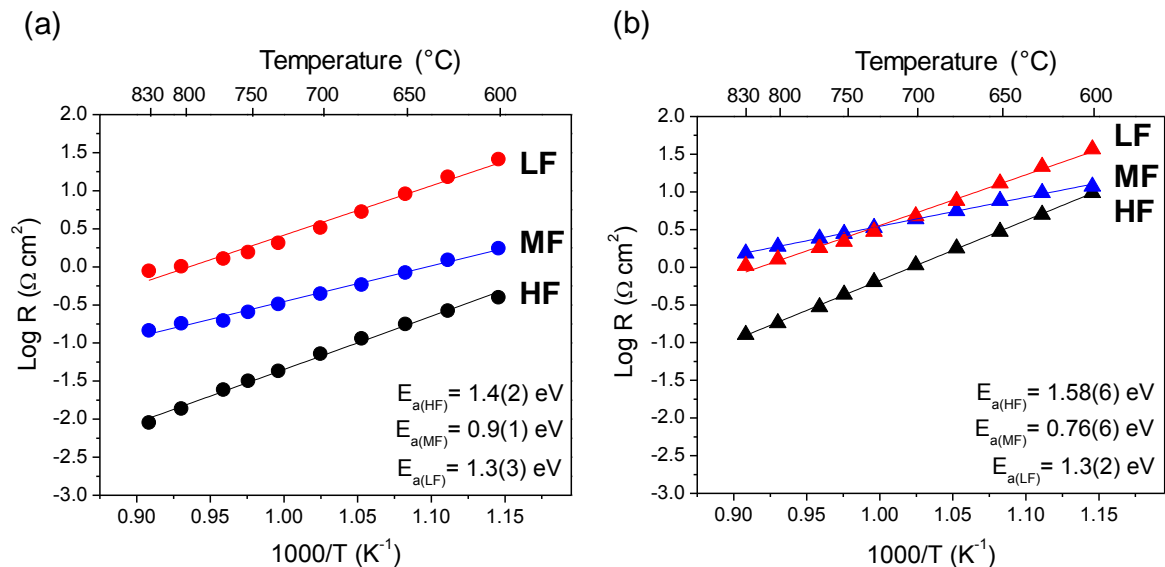 (a)
Temperature (°C)
830 800 750 700 650 600
2.0
1.5
1.0
0.5
0.0
-0.5
-1.0
-1.5
-2.0
-2.5
-3.0
Log R (Ω cm²)
LF
MF
HF
Ea(HF)= 1.4(2) eV
Ea(MF)= 0.9(1) eV
Ea(LF)= 1.3(3) eV
0.90 0.95 1.00 1.05 1.10 1.15
1000/T (K⁻¹)
(b)
Temperature (°C)
830 800 750 700 650 600
2.0
1.5
1.0
0.5
0.0
-0.5
-1.0
-1.5
-2.0
-2.5
-3.0
Log R (Ω cm²)
LF
MF
HF
Ea(HF)= 1.58(6) eV
Ea(MF)= 0.76(6) eV
Ea(LF)= 1.3(2) eV
0.90 0.95 1.00 1.05 1.10 1.15
1000/T (K⁻¹)